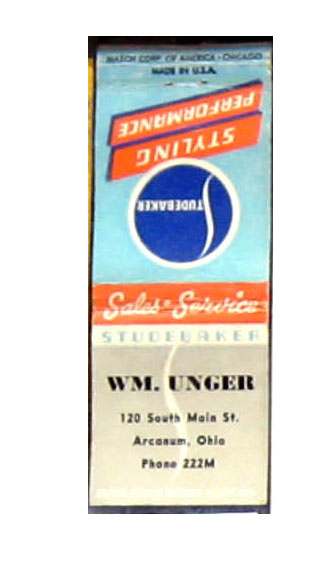 MATCH CORP. OF AMERICA • CHICAGO
MADE IN U.S.A.
STYLING
PERFORMANCE
STUDEBAKER
Sales • Service
STUDEBAKER
WM. UNGER
120 South Main St.
Arcanum, Ohio
Phone 222M